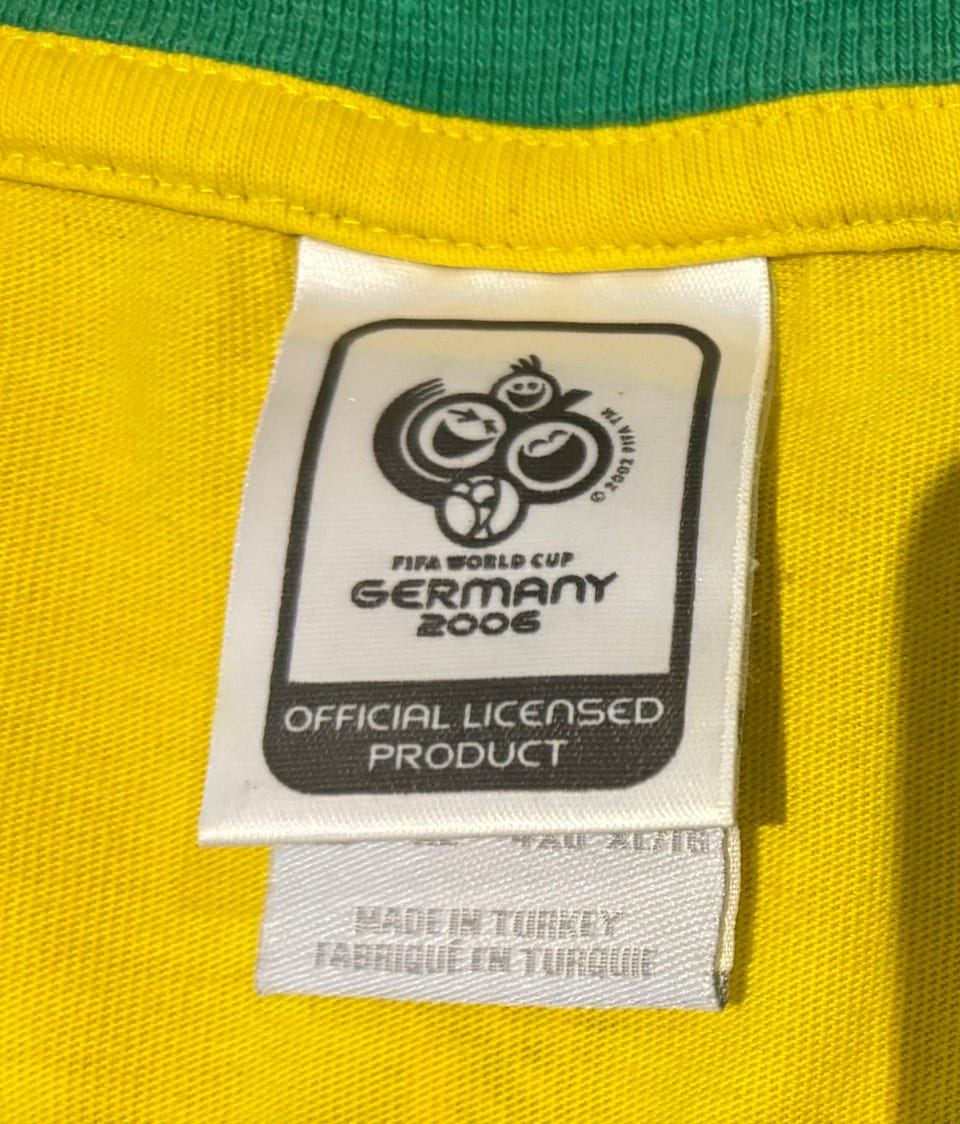 © 2002 FIFA TM
FIFA WORLD CUP
GERMANY
2006
OFFICIAL LICENSED
PRODUCT
MADE IN TURKEY
FABRIQUÉ EN TURQUIE